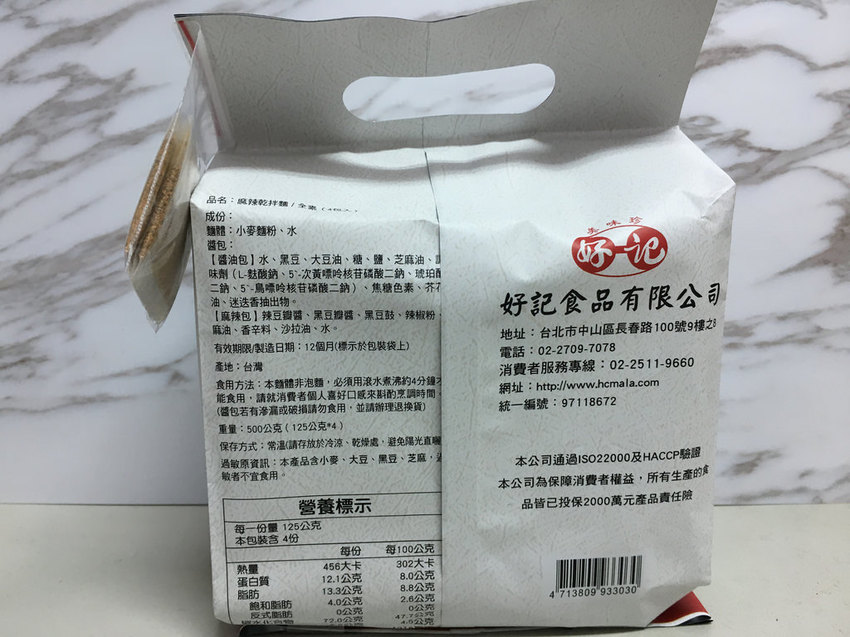 品名：麻辣乾拌麵 / 全素（4包入）
成份：
麵體：小麥麵粉、水
醬包：
【醬油包】水、黑豆、大豆油、糖、鹽、芝麻油、調
味劑（L-麩酸鈉、5`-次黃嘌呤核苷磷酸二鈉、琥珀酸
二鈉、5`-鳥嘌呤核苷磷酸二鈉）、焦糖色素、芥花
油、迷迭香抽出物。
【麻辣包】辣豆瓣醬、黑豆瓣醬、黑豆豉、辣椒粉、
麻油、香辛料、沙拉油、水。
有效期限/製造日期：12個月(標示於包裝袋上)
產地：台灣
食用方法：本麵體非泡麵，必須用滾水煮沸約4分鐘才
能食用，請就消費者個人喜好口感來斟酌烹調時間。
(醬包若有滲漏或破損請勿食用，並請辦理退換貨)
重量：500公克（125公克*4）
保存方式：常溫(請存放於冷涼、乾燥處，避免陽光直曬
過敏原資訊：本產品含小麥、大豆、黑豆、芝麻，過
敏者不宜食用。
營養標示
每一份量 125公克
本包裝含 4份
每份 每100公克
熱量 456大卡 302大卡
蛋白質 12.1公克 8.0公克
脂肪 13.3公克 8.8公克
飽和脂肪 4.0公克 2.6公克
反式脂肪 0公克 0公克
碳水化合物 72.0公克 47.7公克
美味珍
好記
好記食品有限公司
地址：台北市中山區長春路100號9樓之8
電話：02-2709-7078
消費者服務專線：02-2511-9660
網址：http://www.hcmala.com
統一編號：97118672
本公司通過ISO22000及HACCP驗證
本公司為保障消費者權益，所有生產的食
品皆已投保2000萬元產品責任險
4 713809 933030